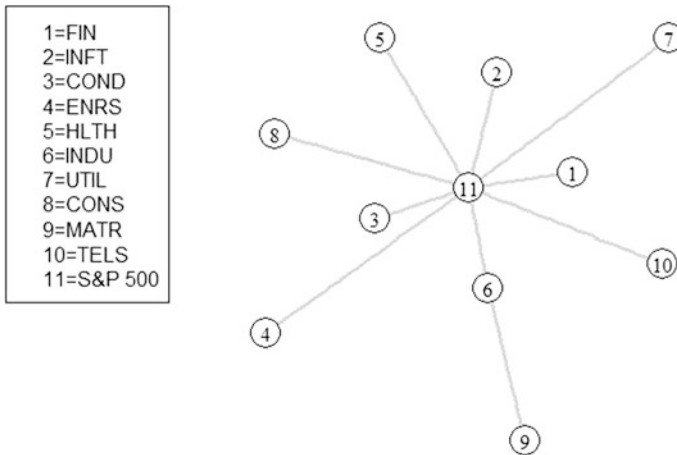 1=FIN
2=INFT
3=COND
4=ENRS
5=HLTH
6=INDU
7=UTIL
8=CONS
9=MATR
10=TELS
11=S&P 500
5
7
2
8
1
11
3
10
6
4
9